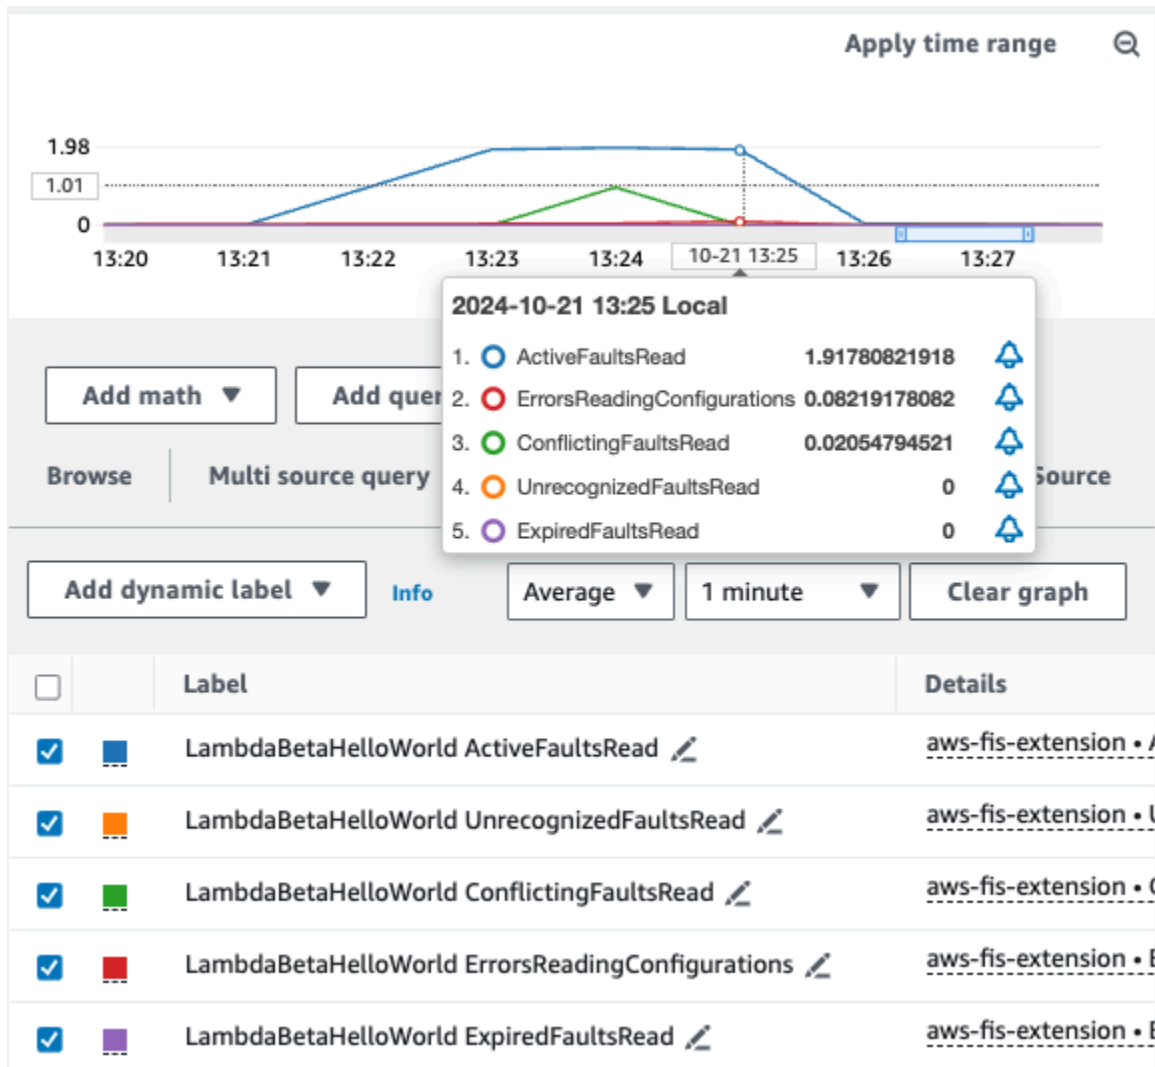 Apply time range
1.98
1.01
0
13:20 13:21 13:22 13:23 13:24 10-21 13:25 13:26 13:27
2024-10-21 13:25 Local
1. ActiveFaultsRead 1.91780821918
2. ErrorsReadingConfigurations 0.08219178082
3. ConflictingFaultsRead 0.02054794521
4. UnrecognizedFaultsRead 0
5. ExpiredFaultsRead 0
Add math Add quer
Browse Multi source query Source
Add dynamic label Info Average 1 minute Clear graph
Label Details
LambdaBetaHelloWorld ActiveFaultsRead aws-fis-extension • A
LambdaBetaHelloWorld UnrecognizedFaultsRead aws-fis-extension • U
LambdaBetaHelloWorld ConflictingFaultsRead aws-fis-extension • C
LambdaBetaHelloWorld ErrorsReadingConfigurations aws-fis-extension • E
LambdaBetaHelloWorld ExpiredFaultsRead aws-fis-extension • E